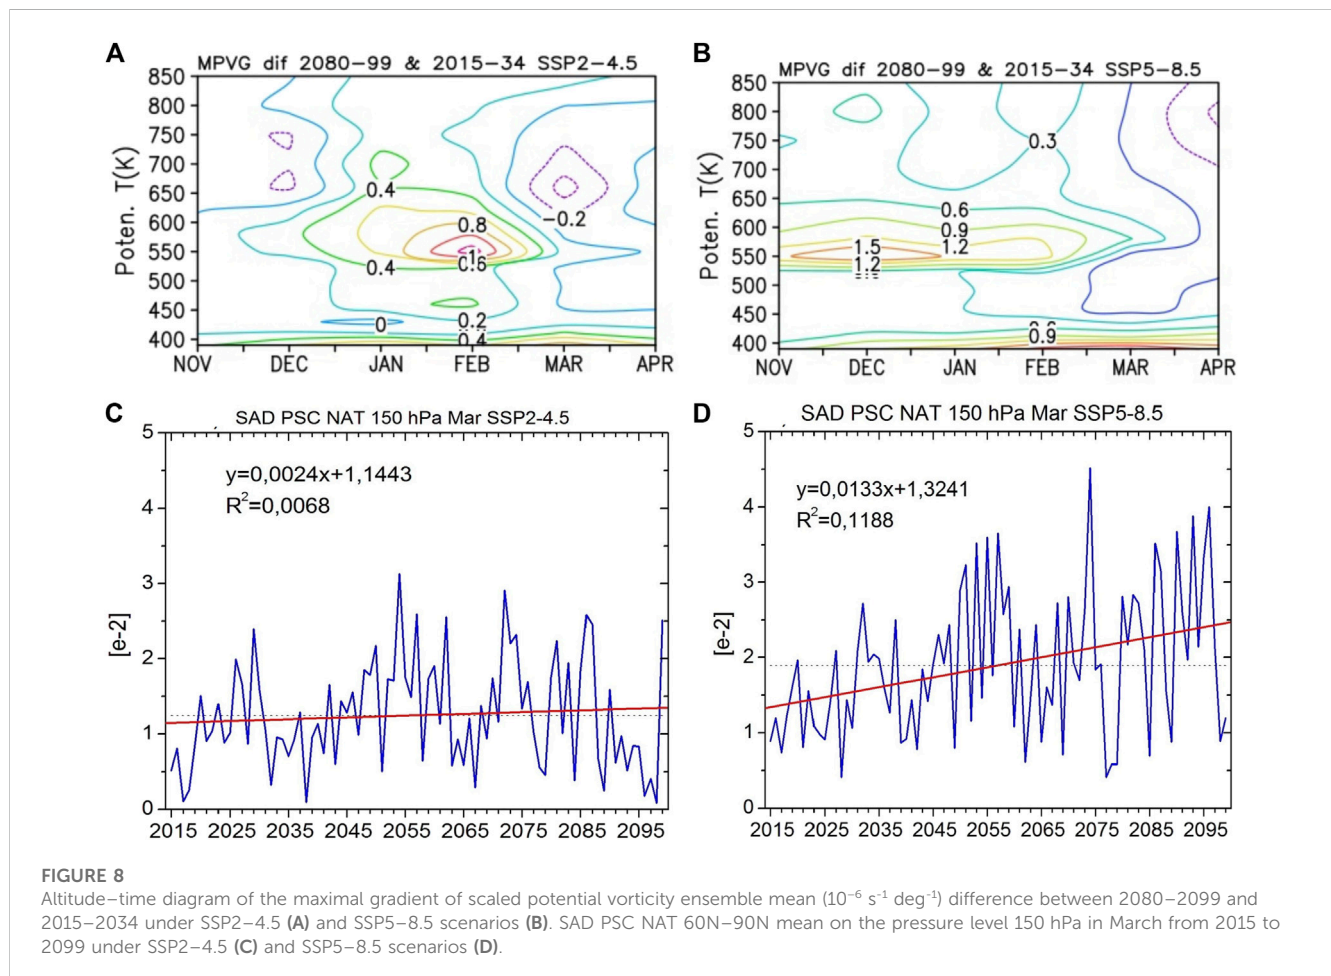 A
MPVG dif 2080−99 & 2015−34 SSP2−4.5
850
800
750
700
650
600
550
500
450
400
Poten. T(K)
0.4
0.8
−0.2
1
0.6
0.4
0.2
0
0.4
NOV DEC JAN FEB MAR APR
B
MPVG dif 2080−99 & 2015−34 SSP5−8.5
850
800
750
700
650
600
550
500
450
400
Poten. T(K)
0.3
0.6
0.9
1.5
1.2
1.2
0.9
NOV DEC JAN FEB MAR APR
C
SAD PSC NAT 150 hPa Mar SSP2-4.5
y=0,0024x+1,1443
R²=0,0068
[e-2]
5
4
3
2
1
0
2015 2025 2035 2045 2055 2065 2075 2085 2095
D
SAD PSC NAT 150 hPa Mar SSP5-8.5
y=0,0133x+1,3241
R²=0,1188
[e-2]
5
4
3
2
1
0
2015 2025 2035 2045 2055 2065 2075 2085 2095
FIGURE 8
Altitude–time diagram of the maximal gradient of scaled potential vorticity ensemble mean (10⁻⁶ s⁻¹ deg⁻¹) difference between 2080–2099 and
2015–2034 under SSP2–4.5 (A) and SSP5–8.5 scenarios (B). SAD PSC NAT 60N–90N mean on the pressure level 150 hPa in March from 2015 to
2099 under SSP2–4.5 (C) and SSP5–8.5 scenarios (D).